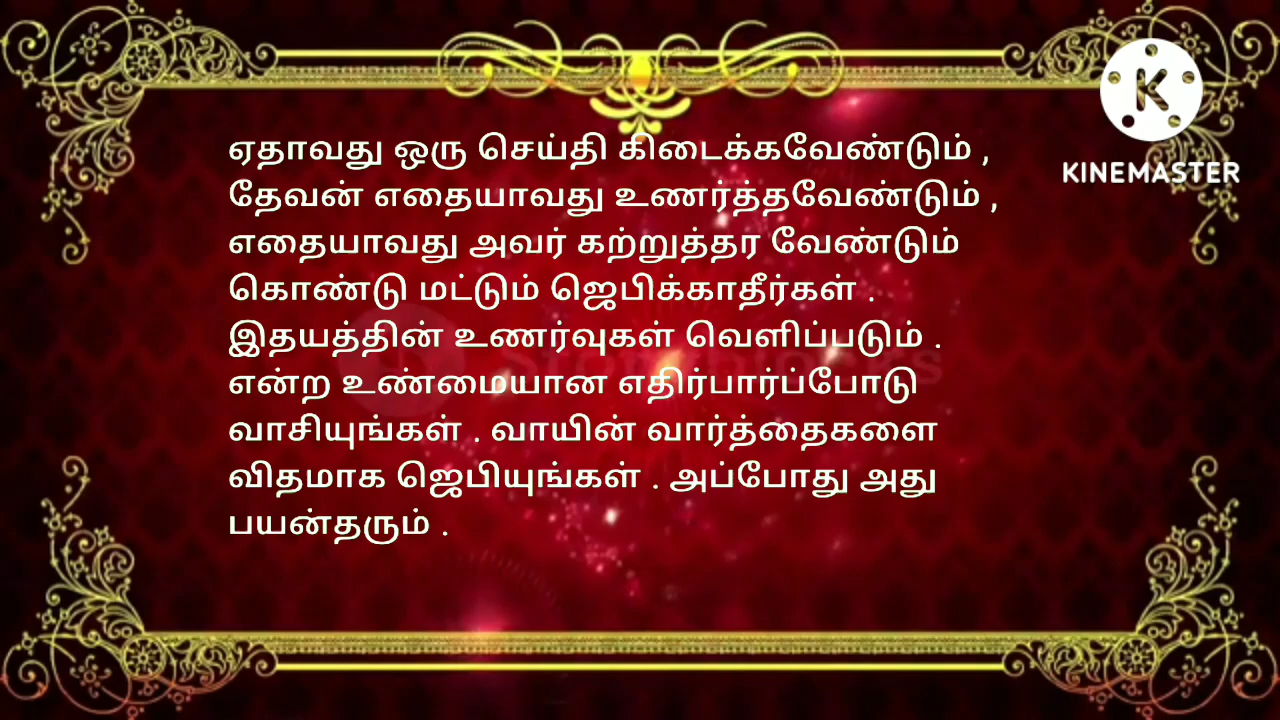 ஏதாவது ஒரு செய்தி கிடைக்கவேண்டும் ,
தேவன் எதையாவது உணர்த்தவேண்டும் ,
எதையாவது அவர் கற்றுத்தர வேண்டும்
கொண்டு மட்டும் ஜெபிக்காதீர்கள் .
இதயத்தின் உணர்வுகள் வெளிப்படும் .
என்ற உண்மையான எதிர்பார்ப்போடு
வாசியுங்கள் . வாயின் வார்த்தைகளை
விதமாக ஜெபியுங்கள் . அப்போது அது
பயன்தரும் .
K
KINEMASTER